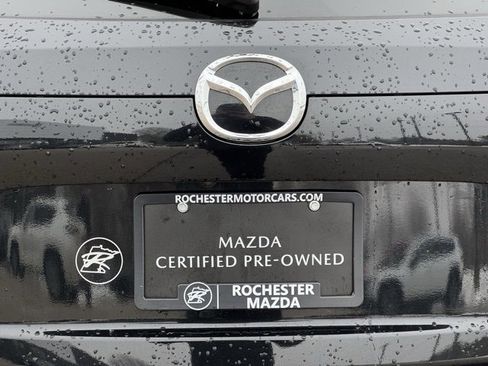 ROCHESTERMOTORCARS.COM
MAZDA
CERTIFIED PRE-OWNED
ROCHESTER
MAZDA